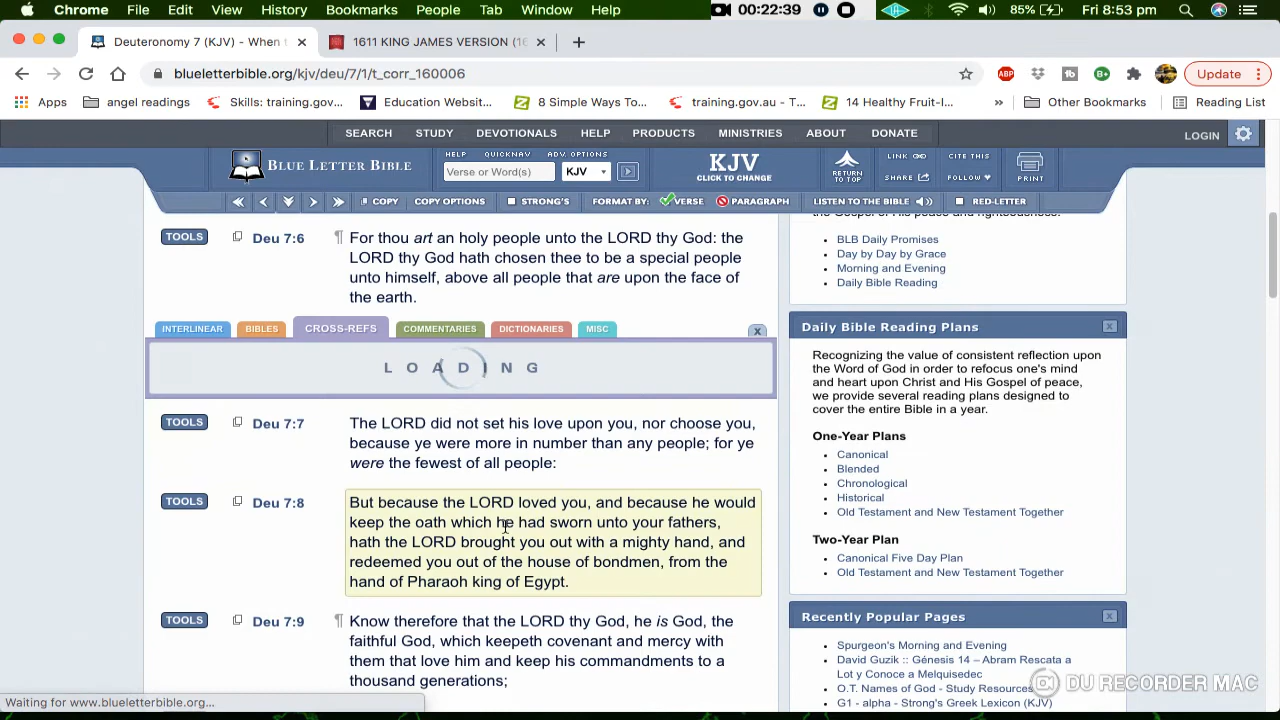 Chrome File Edit View History Bookmarks People Tab Window Help 00:22:39 85% Fri 8:53 pm
Deuteronomy 7 (KJV) - When t × 1611 KING JAMES VERSION (16 × +
blueletterbible.org/kjv/deu/7/1/t_corr_160006 ABP Update
Apps angel readings Skills: training.gov... Education Websit... 8 Simple Ways To... training.gov.au - T... 14 Healthy Fruit-I... » Other Bookmarks Reading List
SEARCH STUDY DEVOTIONALS HELP PRODUCTS MINISTRIES ABOUT DONATE LOGIN
BLUE LETTER BIBLE
HELP QUICKNAV ADV. OPTIONS
Verse or Word(s) KJV
KJV
CLICK TO CHANGE
RETURN TO TOP
LINK CITE THIS
SHARE FOLLOW
PRINT
COPY COPY OPTIONS STRONG'S FORMAT BY: VERSE PARAGRAPH LISTEN TO THE BIBLE RED-LETTER
TOOLS Deu 7:6 ¶ For thou art an holy people unto the LORD thy God: the
LORD thy God hath chosen thee to be a special people
unto himself, above all people that are upon the face of
the earth.
INTERLINEAR BIBLES CROSS-REFS COMMENTARIES DICTIONARIES MISC X
LOADING
TOOLS Deu 7:7 The LORD did not set his love upon you, nor choose you,
because ye were more in number than any people; for ye
were the fewest of all people:
TOOLS Deu 7:8 But because the LORD loved you, and because he would
keep the oath which he had sworn unto your fathers,
hath the LORD brought you out with a mighty hand, and
redeemed you out of the house of bondmen, from the
hand of Pharaoh king of Egypt.
TOOLS Deu 7:9 ¶ Know therefore that the LORD thy God, he is God, the
faithful God, which keepeth covenant and mercy with
them that love him and keep his commandments to a
thousand generations;
the Gospel of His peace and righteousness.
BLB Daily Promises
Day by Day by Grace
Morning and Evening
Daily Bible Reading
Daily Bible Reading Plans
Recognizing the value of consistent reflection upon
the Word of God in order to refocus one's mind
and heart upon Christ and His Gospel of peace,
we provide several reading plans designed to
cover the entire Bible in a year.
One-Year Plans
Canonical
Blended
Chronological
Historical
Old Testament and New Testament Together
Two-Year Plan
Canonical Five Day Plan
Old Testament and New Testament Together
Recently Popular Pages
Spurgeon's Morning and Evening
David Guzik :: Génesis 14 – Abram Rescata a
Lot y Conoce a Melquisedec
O.T. Names of God - Study Resources
G1 - alpha - Strong's Greek Lexicon (KJV)
DU RECORDER MAC
Waiting for www.blueletterbible.org...